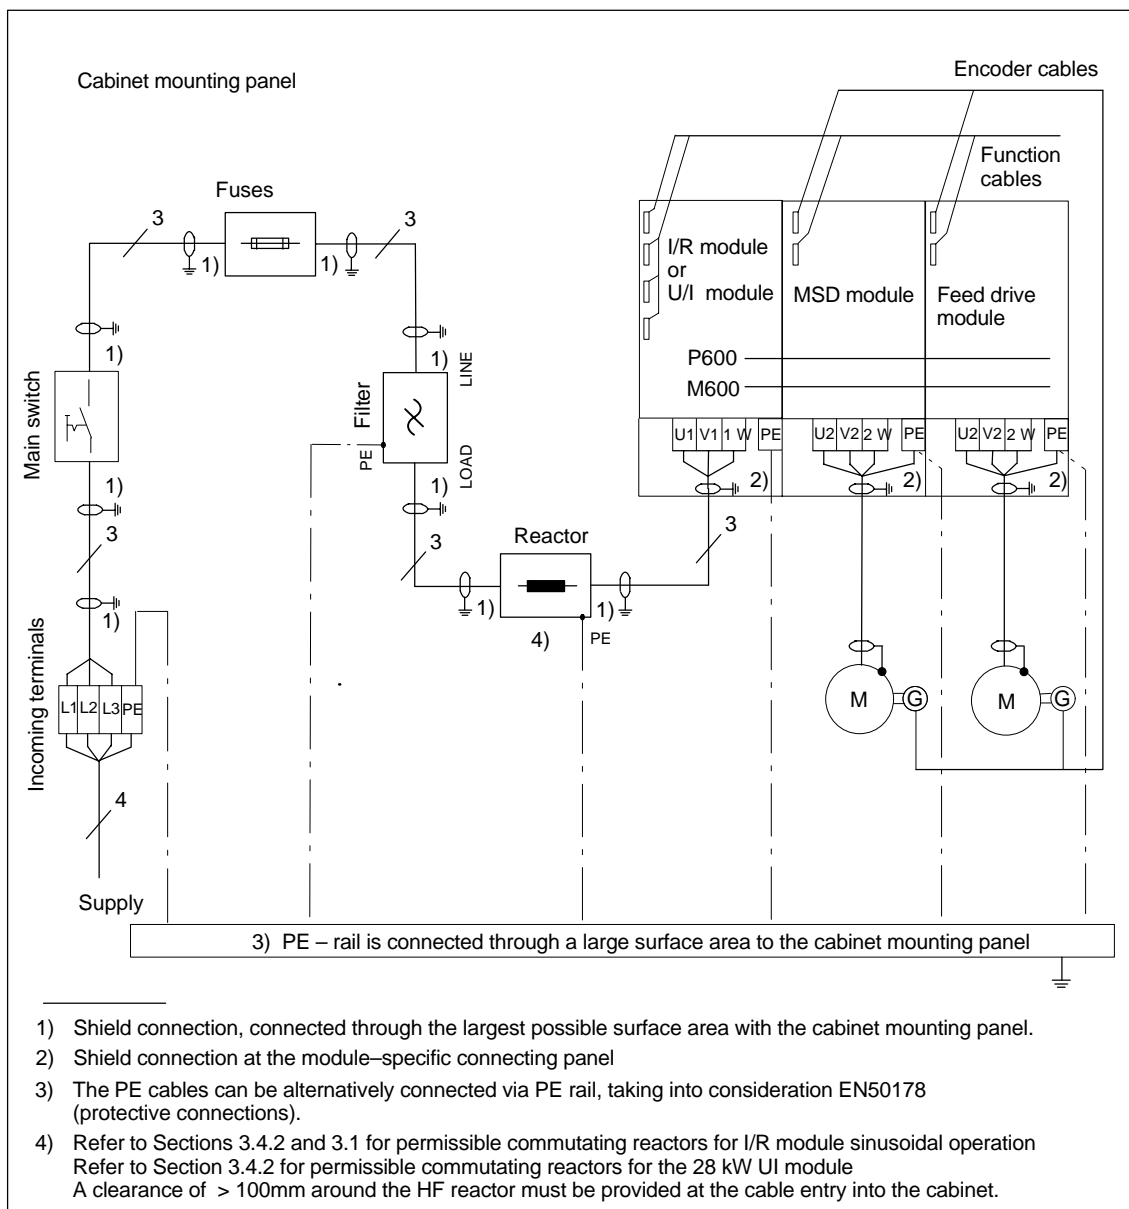 Cabinet mounting panel
Encoder cables
Function
cables
Fuses
3
3
1)
1)
I/R module
or
U/I module
MSD module
Feed drive
module
P600
M600
1)
Main switch
1)
LINE
Filter
PE
LOAD
1)
1)
U1 V1 1 W PE
U2 V2 2 W PE
U2 V2 2 W PE
2)
2)
2)
3
3
3
Reactor
1)
1)
4)
PE
1)
Incoming terminals
L1 L2 L3 PE
M G
M G
4
Supply
3) PE – rail is connected through a large surface area to the cabinet mounting panel
1) Shield connection, connected through the largest possible surface area with the cabinet mounting panel.
2) Shield connection at the module–specific connecting panel
3) The PE cables can be alternatively connected via PE rail, taking into consideration EN50178
(protective connections).
4) Refer to Sections 3.4.2 and 3.1 for permissible commutating reactors for I/R module sinusoidal operation
Refer to Section 3.4.2 for permissible commutating reactors for the 28 kW UI module
A clearance of > 100mm around the HF reactor must be provided at the cable entry into the cabinet.